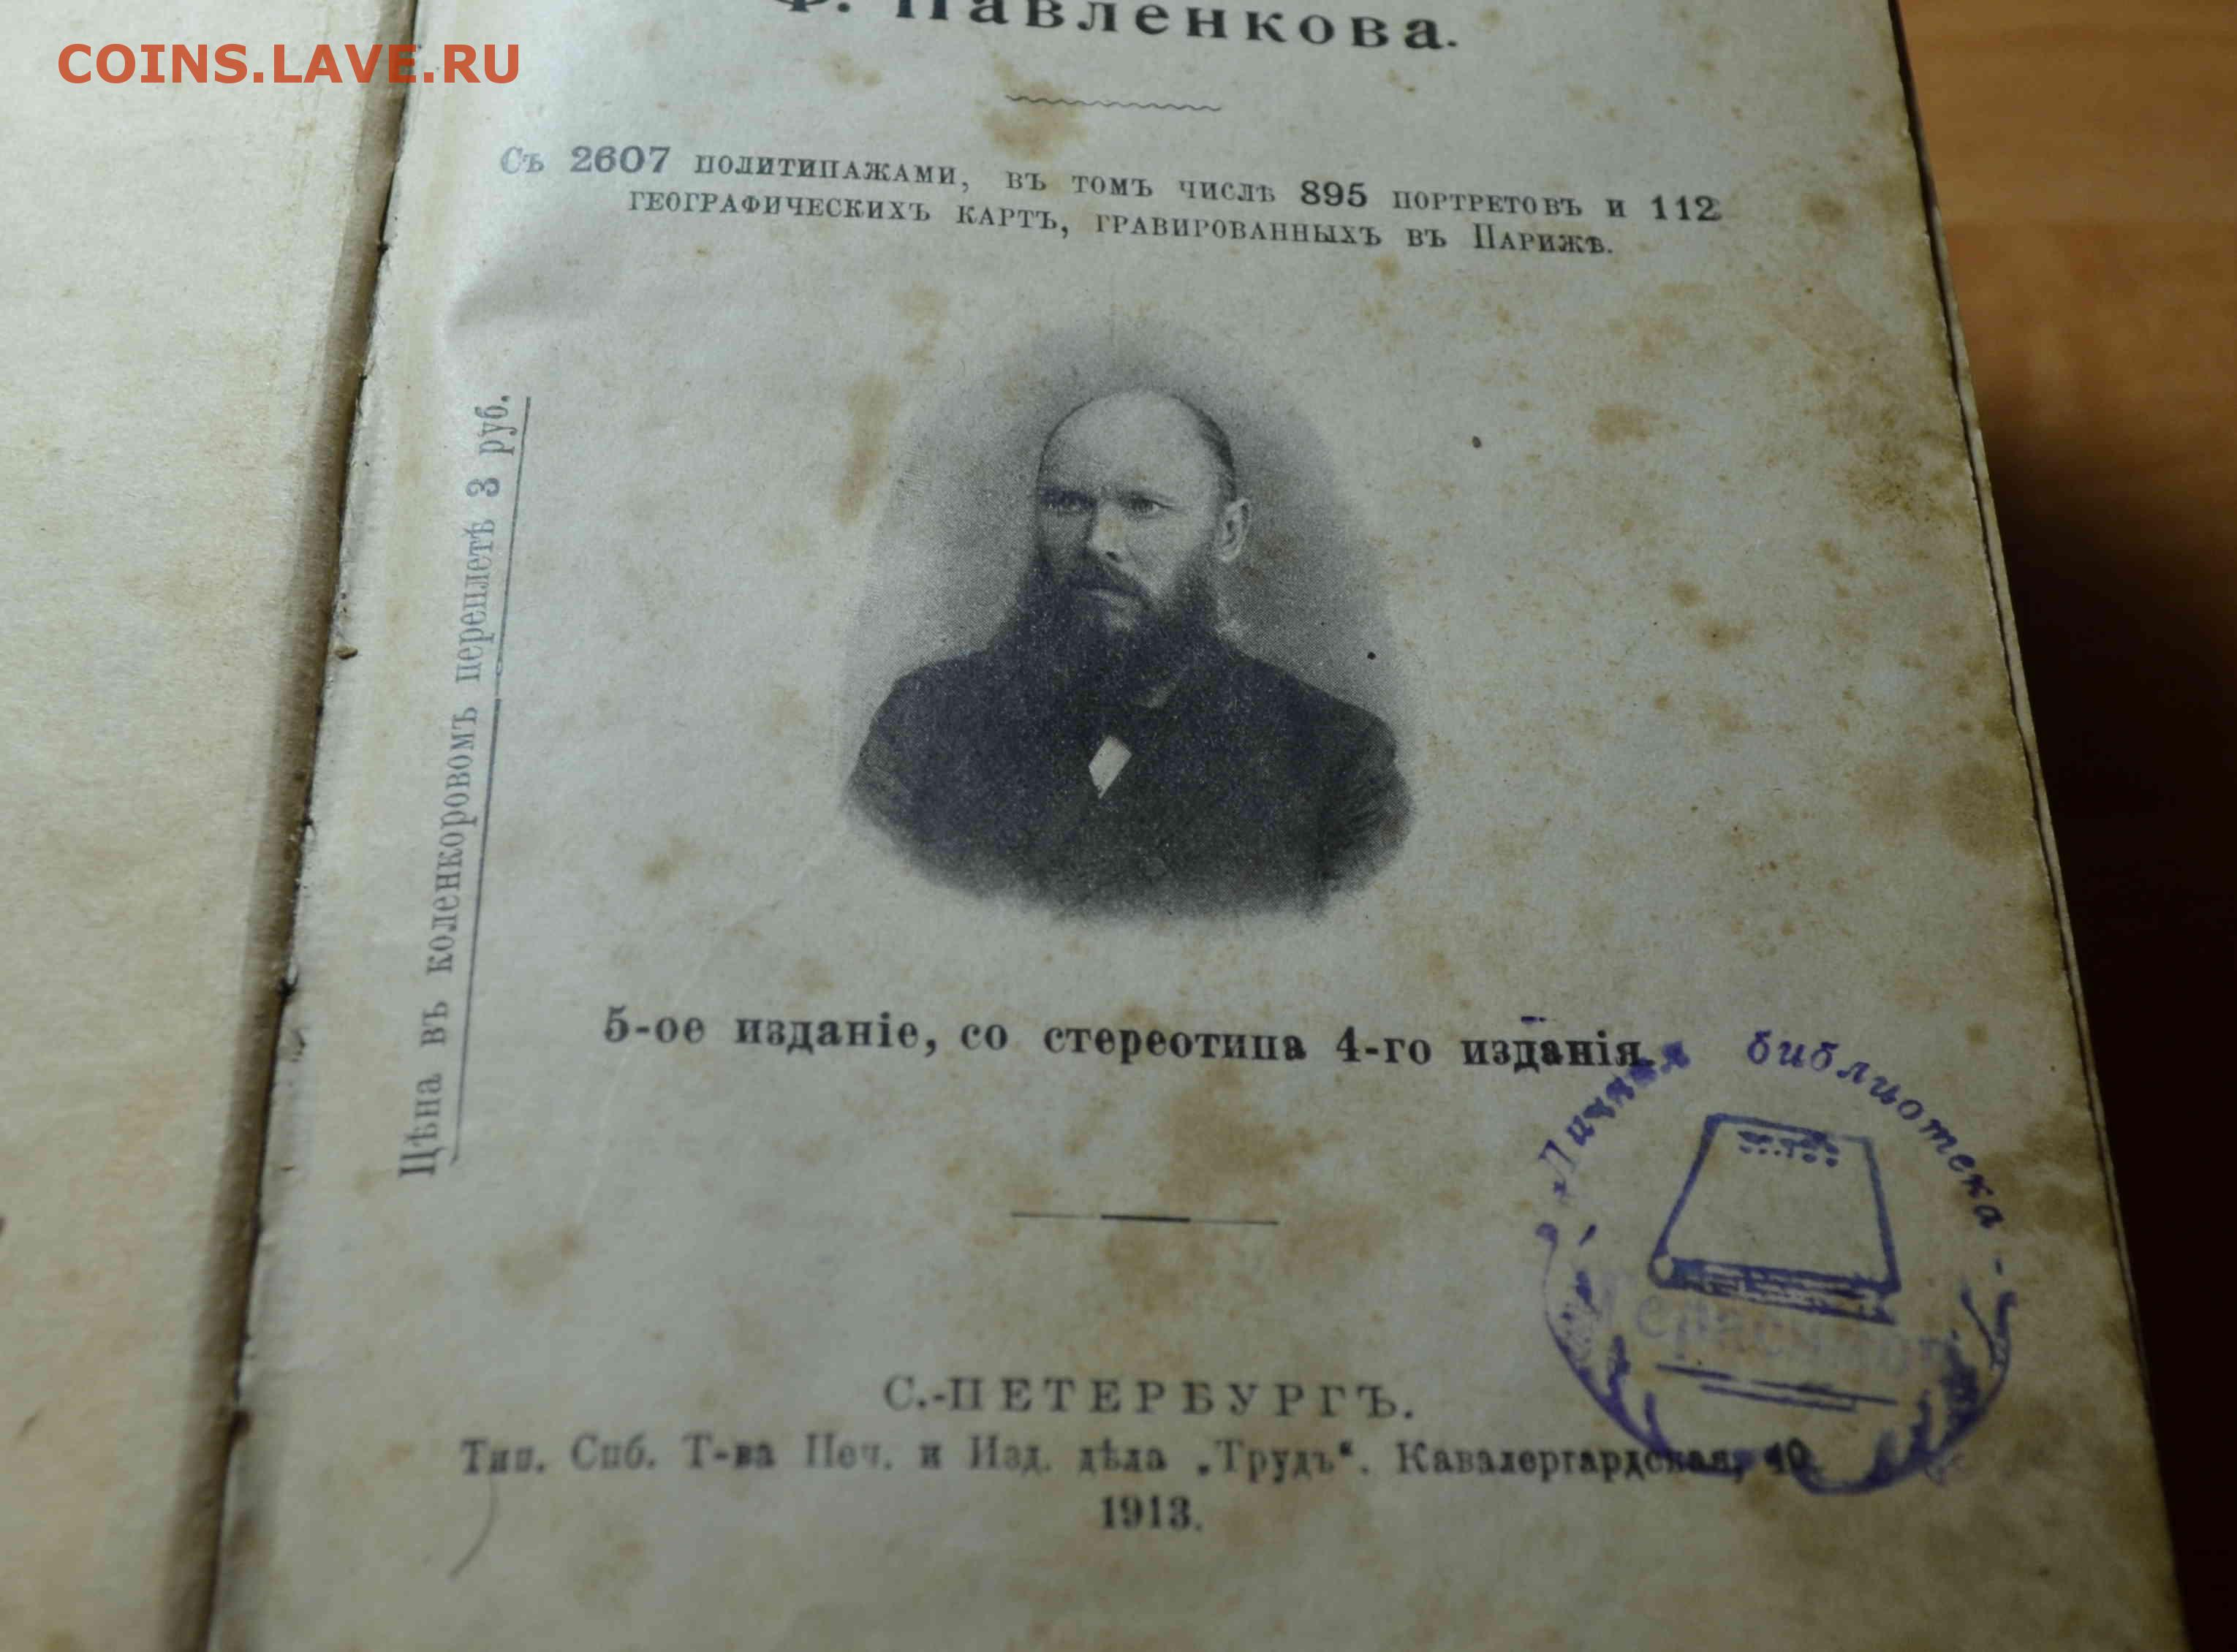 COINS.LAVE.RU
Ф. Павленкова.
Съ 2607 политипажами, въ томъ числѣ 895 портретовъ и 112
географическихъ картъ, гравированныхъ въ Парижѣ.
Цѣна въ коленкоровомъ переплетѣ 3 руб.
5-ое изданіе, со стереотипа 4-го изданія
Личная библиотека
С.-ПЕТЕРБУРГЪ.
Тип. Спб. Т-ва Печ. и Изд. дѣла „Трудъ“. Кавалергардская, 40.
1913.